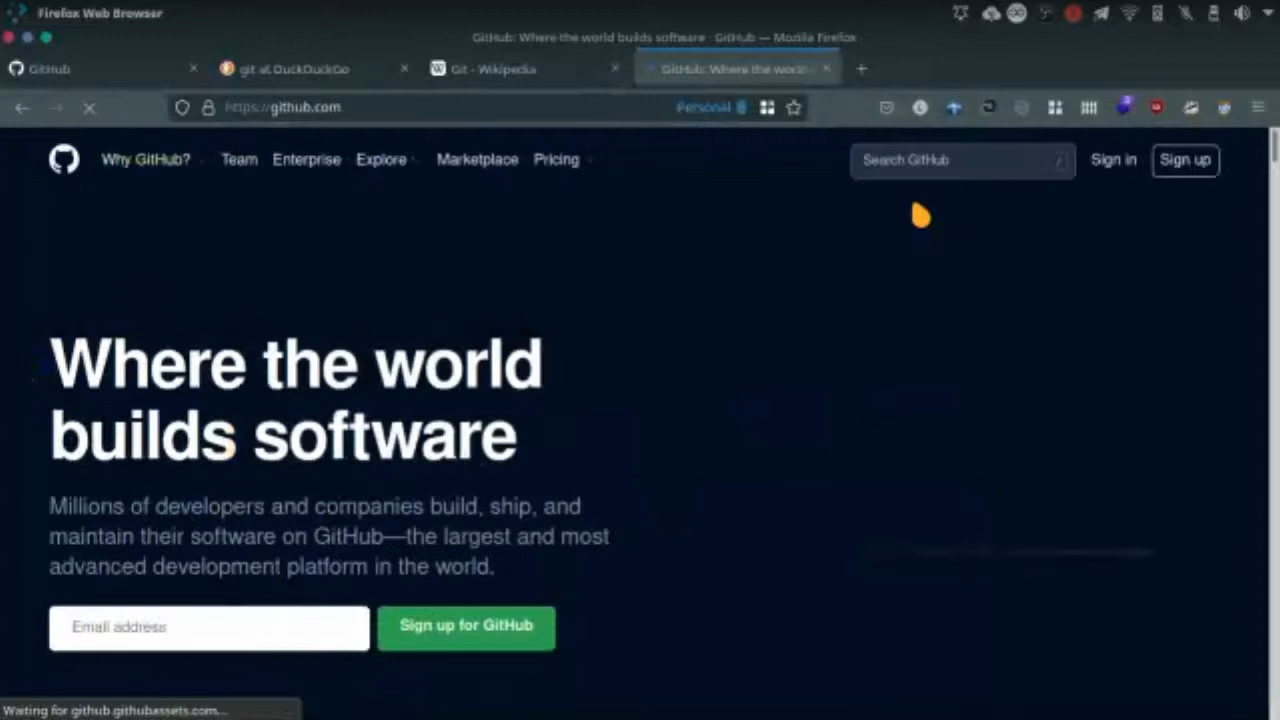 Firefox Web Browser
GitHub: Where the world builds software · GitHub — Mozilla Firefox
GitHub
git at DuckDuckGo
Git - Wikipedia
GitHub: Where the world
https://github.com
Personal
Why GitHub?
Team
Enterprise
Explore
Marketplace
Pricing
Search GitHub
/
Sign in
Sign up
Where the world
builds software
Millions of developers and companies build, ship, and
maintain their software on GitHub—the largest and most
advanced development platform in the world.
Email address
Sign up for GitHub
Waiting for github.githubassets.com...